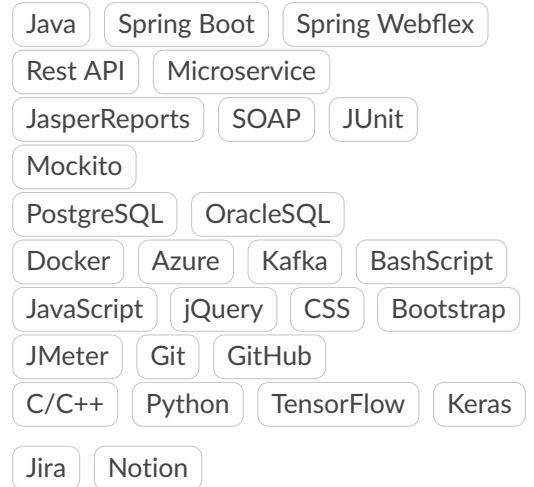 Java Spring Boot Spring Webflex
Rest API Microservice
JasperReports SOAP JUnit
Mockito
PostgreSQL OracleSQL
Docker Azure Kafka BashScript
JavaScript jQuery CSS Bootstrap
JMeter Git GitHub
C/C++ Python TensorFlow Keras
Jira Notion